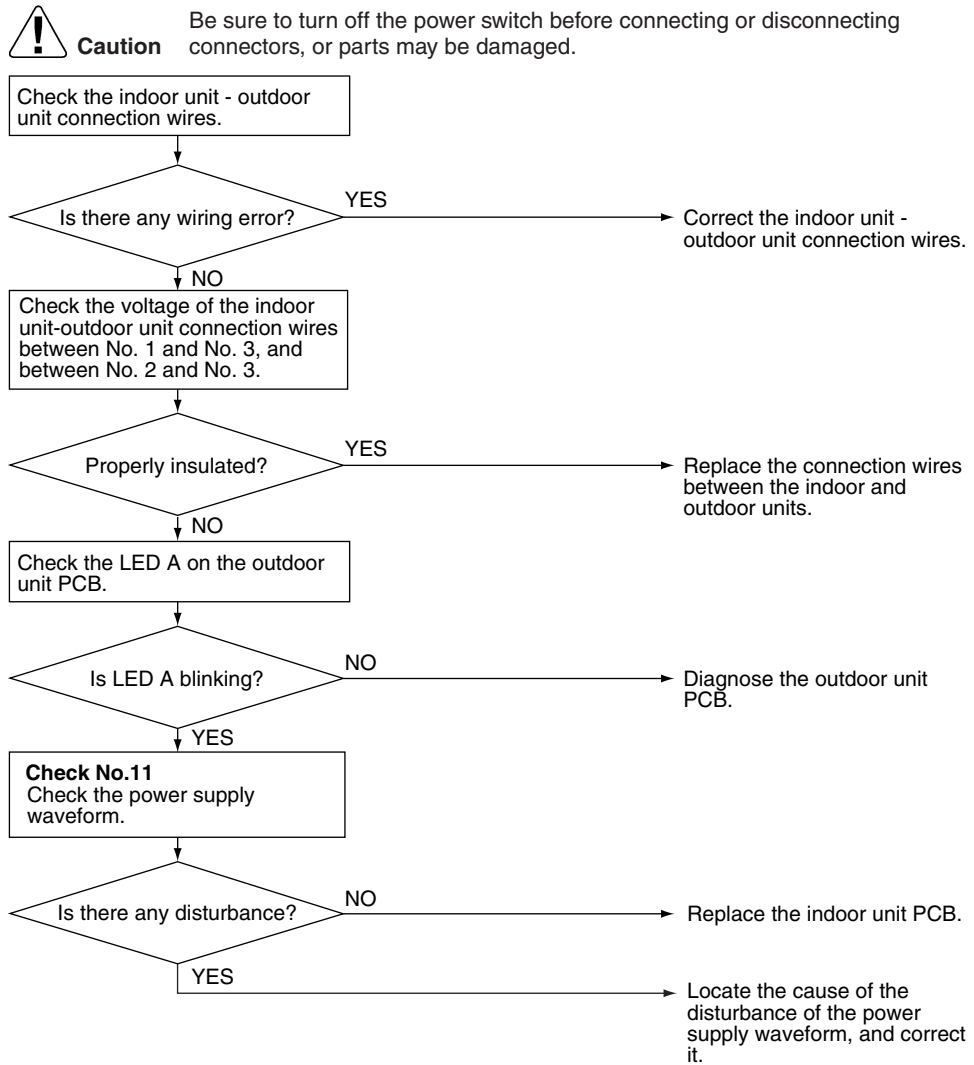 Be sure to turn off the power switch before connecting or disconnecting
Caution connectors, or parts may be damaged.
Check the indoor unit - outdoor
unit connection wires.
Is there any wiring error?
YES
Correct the indoor unit -
outdoor unit connection wires.
NO
Check the voltage of the indoor
unit-outdoor unit connection wires
between No. 1 and No. 3, and
between No. 2 and No. 3.
Properly insulated?
YES
Replace the connection wires
between the indoor and
outdoor units.
NO
Check the LED A on the outdoor
unit PCB.
Is LED A blinking?
NO
Diagnose the outdoor unit
PCB.
YES
Check No.11
Check the power supply
waveform.
Is there any disturbance?
NO
Replace the indoor unit PCB.
YES
Locate the cause of the
disturbance of the power
supply waveform, and correct
it.